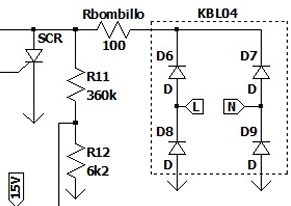 Rbombillo
KBL04
SCR
100
D6
D7
R11
360k
D
D
L
N
D8
D9
R12
6k2
D
D
15V